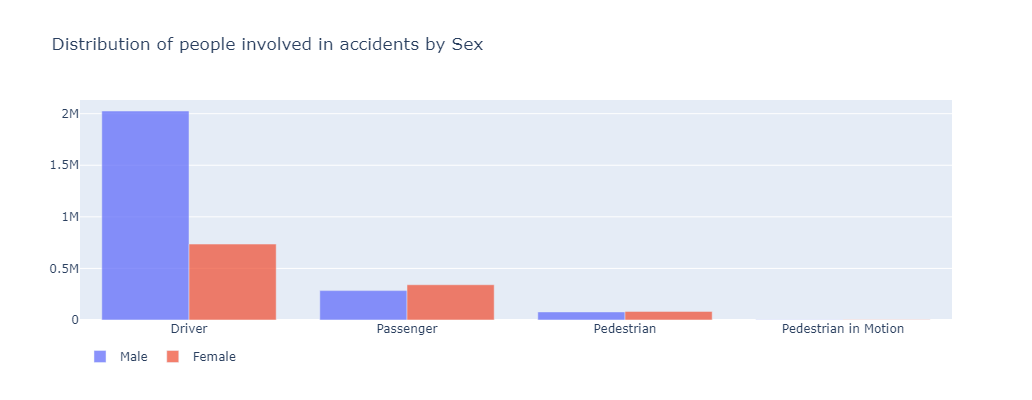 Distribution of people involved in accidents by Sex
2M
1.5M
1M
0.5M
0
Driver Passenger Pedestrian Pedestrian in Motion
Male Female